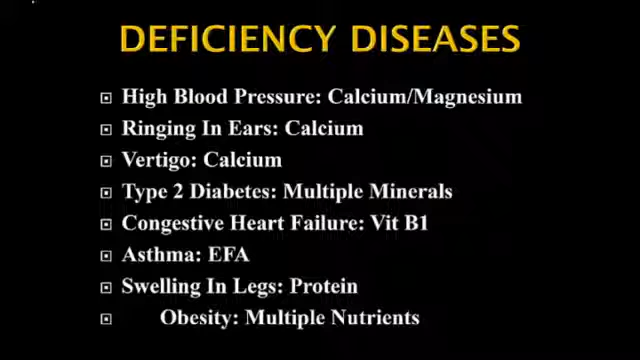 DEFICIENCY DISEASES
High Blood Pressure: Calcium/Magnesium
Ringing In Ears: Calcium
Vertigo: Calcium
Type 2 Diabetes: Multiple Minerals
Congestive Heart Failure: Vit B1
Asthma: EFA
Swelling In Legs: Protein
Obesity: Multiple Nutrients